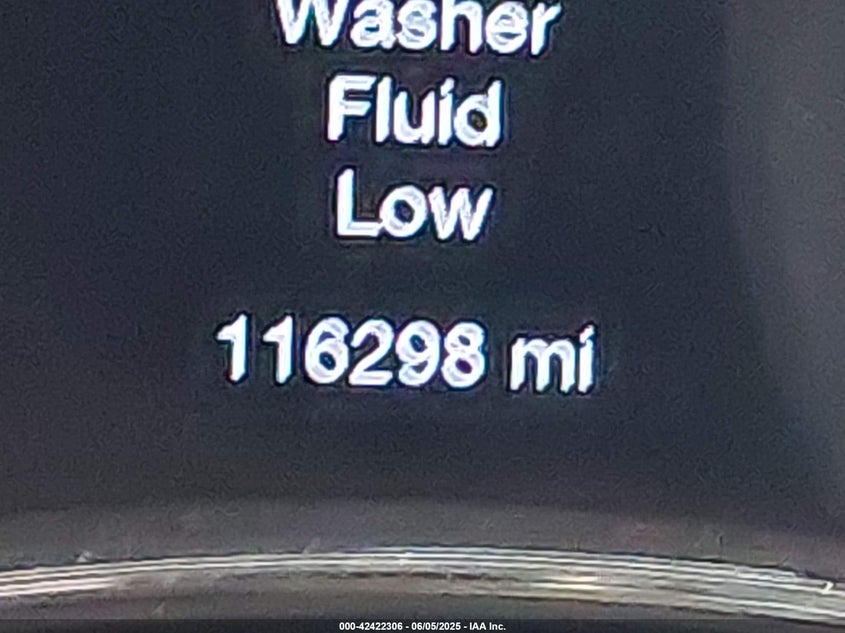 Washer
Fluid
Low
116298 mi
000-42422306 - 06/05/2025 - IAA Inc.